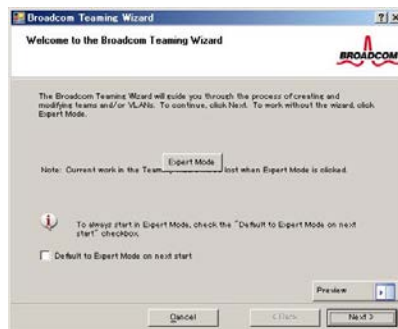 Broadcom Teaming Wizard
Welcome to the Broadcom Teaming Wizard
BROADCOM
The Broadcom Teaming Wizard will guide you through the process of creating and
modifying teams and/or VLANs. To continue, click Next. To work without the wizard, click
Expert Mode.
Expert Mode
Note: Current work in the Team lost when Expert Mode is clicked.
To always start in Expert Mode, check the "Default to Expert Mode on next
start" checkbox.
Default to Expert Mode on next start
Preview
Cancel < Back Next >